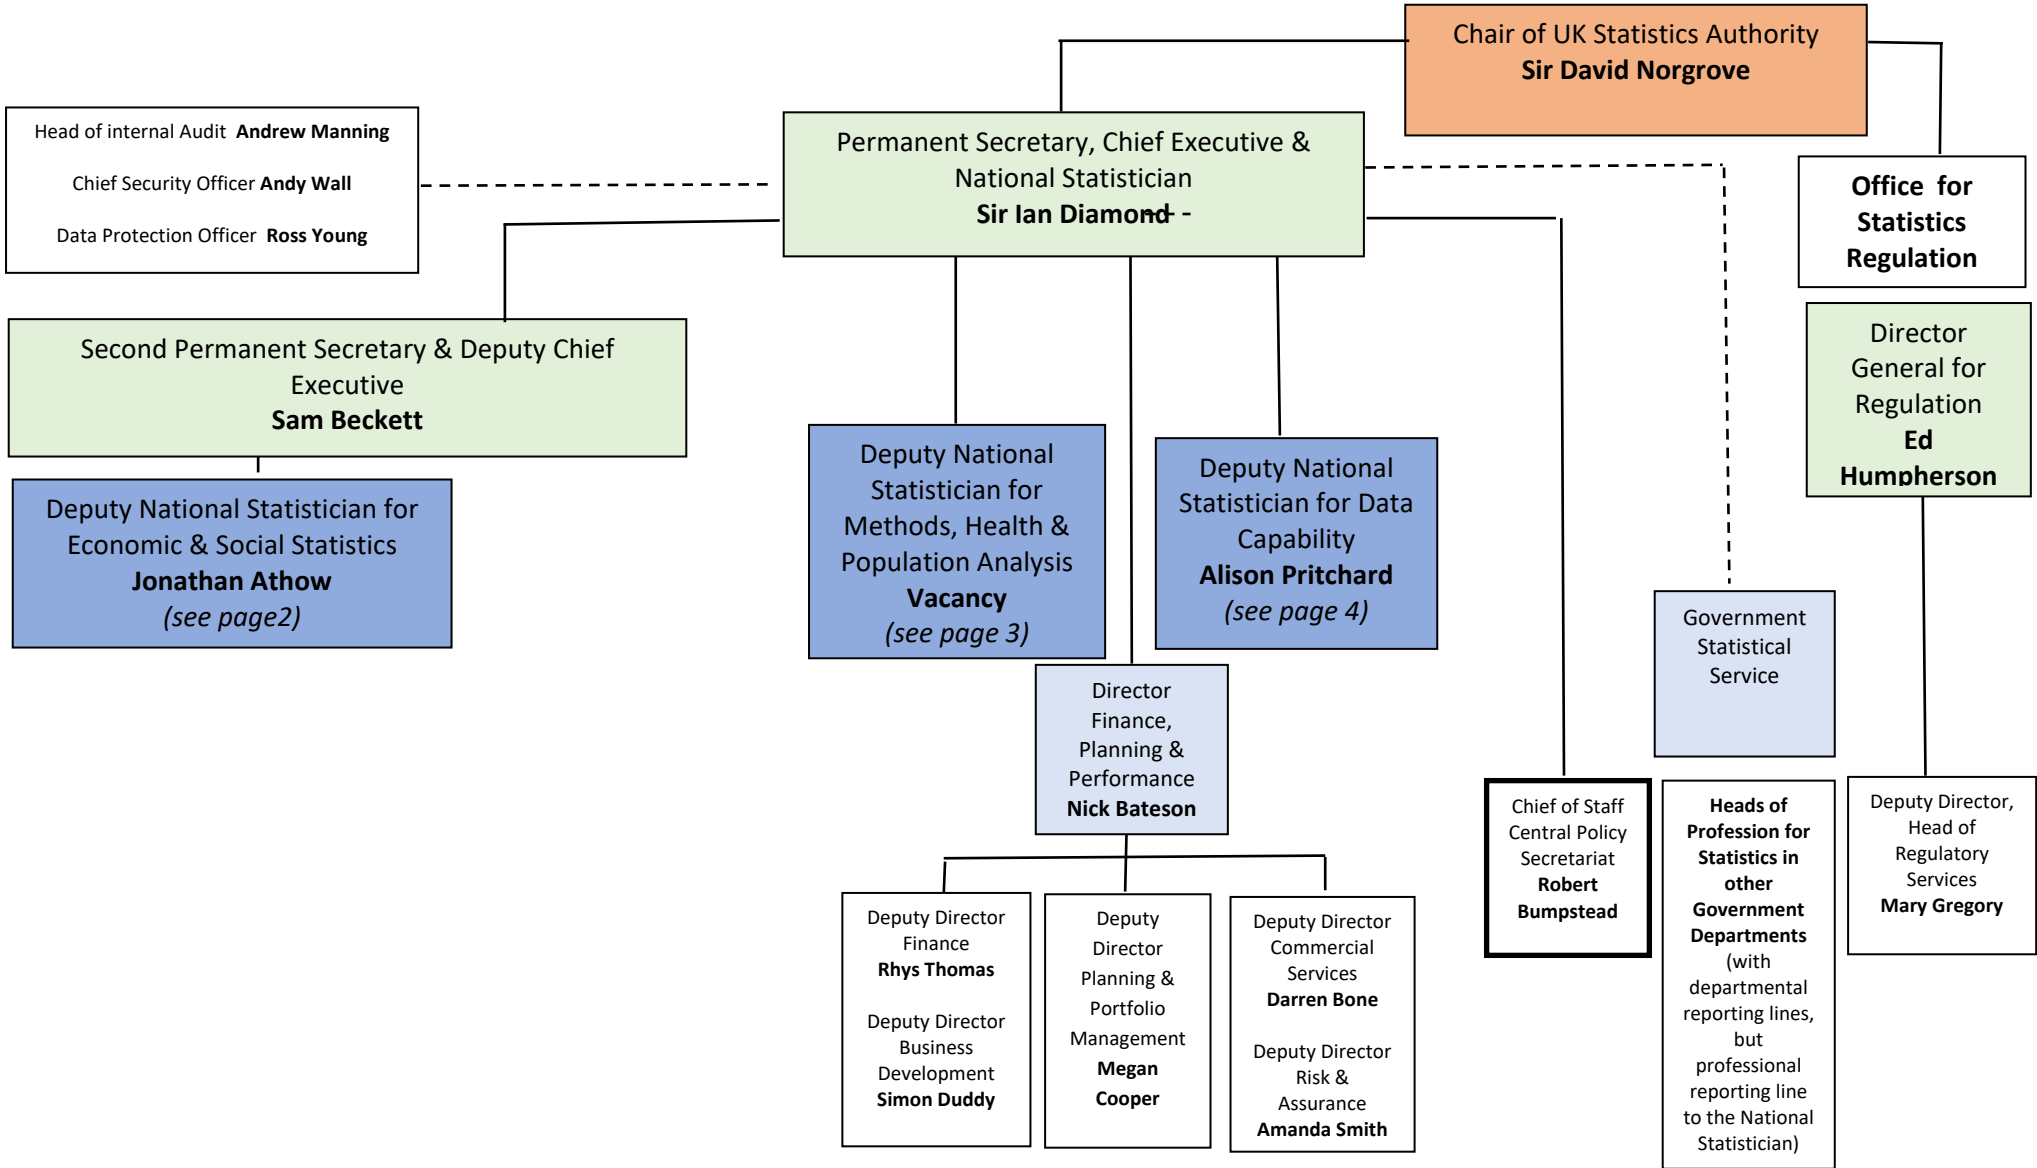 Chair of UK Statistics Authority
Sir David Norgrove
Head of internal Audit Andrew Manning
Chief Security Officer Andy Wall
Data Protection Officer Ross Young
Permanent Secretary, Chief Executive &
National Statistician
Sir Ian Diamond -
Office for
Statistics
Regulation
Second Permanent Secretary & Deputy Chief
Executive
Sam Beckett
Director
General for
Regulation
Ed
Humpherson
Deputy National Statistician for
Economic & Social Statistics
Jonathan Athow
(see page2)
Deputy National
Statistician for
Methods, Health &
Population Analysis
Vacancy
(see page 3)
Deputy National
Statistician for Data
Capability
Alison Pritchard
(see page 4)
Government
Statistical
Service
Director
Finance,
Planning &
Performance
Nick Bateson
Chief of Staff
Central Policy
Secretariat
Robert
Bumpstead
Heads of
Profession for
Statistics in
other
Government
Departments
(with
departmental
reporting lines,
but
professional
reporting line
to the National
Statistician)
Deputy Director,
Head of
Regulatory
Services
Mary Gregory
Deputy Director
Finance
Rhys Thomas
Deputy Director
Business
Development
Simon Duddy
Deputy
Director
Planning &
Portfolio
Management
Megan
Cooper
Deputy Director
Commercial
Services
Darren Bone
Deputy Director
Risk &
Assurance
Amanda Smith